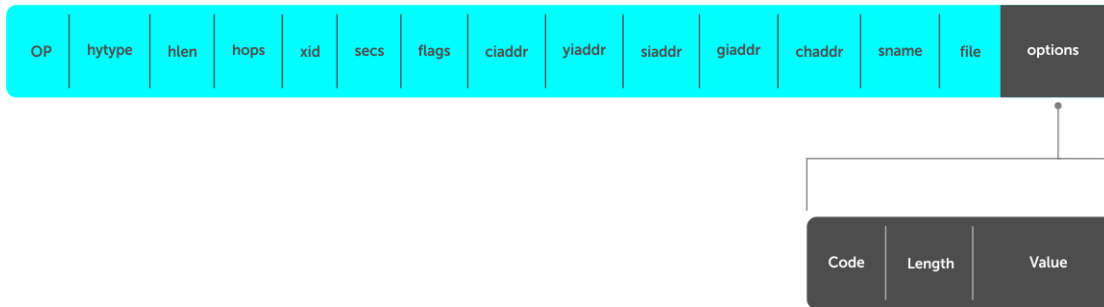 OP hytype hlen hops xid secs flags ciaddr yiaddr siaddr giaddr chaddr sname file options
Code Length Value